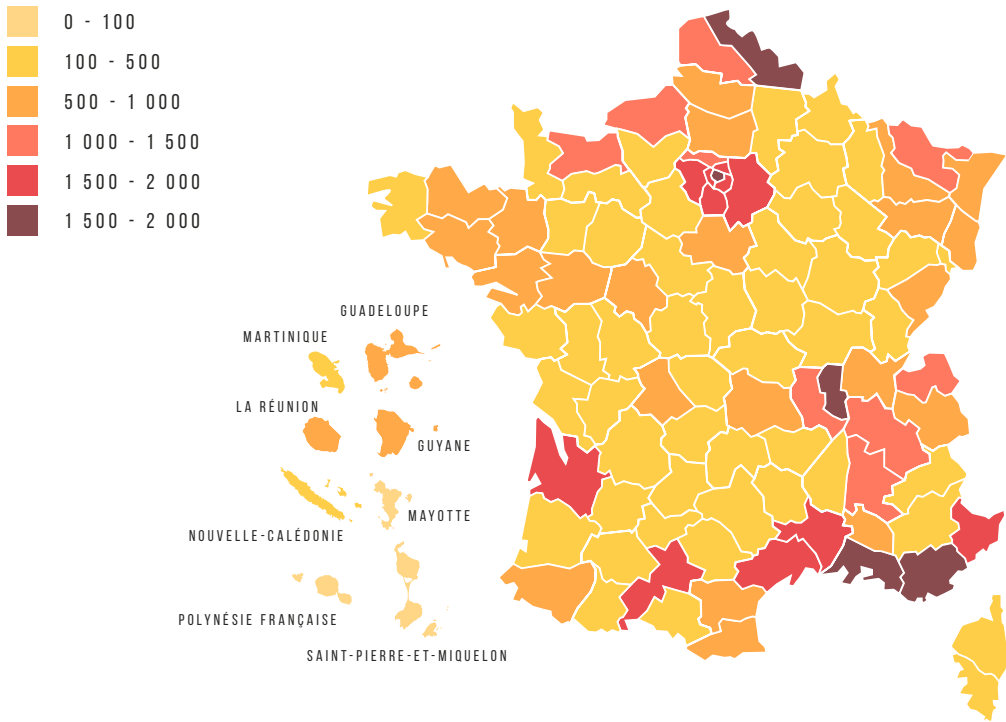 0 - 100
100 - 500
500 - 1 000
1 000 - 1 500
1 500 - 2 000
1 500 - 2 000
GUADELOUPE
MARTINIQUE
LA RÉUNION
GUYANE
MAYOTTE
NOUVELLE-CALÉDONIE
POLYNÉSIE FRANÇAISE
SAINT-PIERRE-ET-MIQUELON